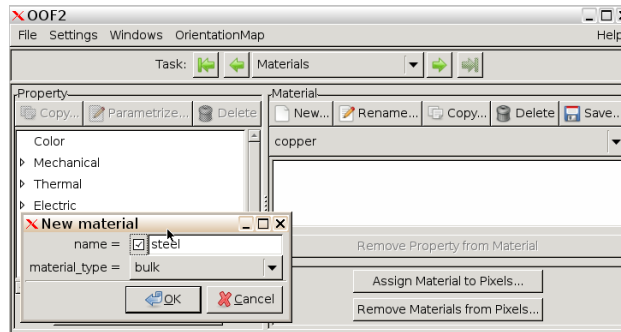 OOF2
File Settings Windows OrientationMap Help
Task: Materials
Property
Copy... Parametrize... Delete
Color
Mechanical
Thermal
Electric
Material
New... Rename... Copy... Delete Save..
copper
Remove Property from Material
Assign Material to Pixels...
Remove Materials from Pixels...
New material
name = steel
material_type = bulk
OK Cancel